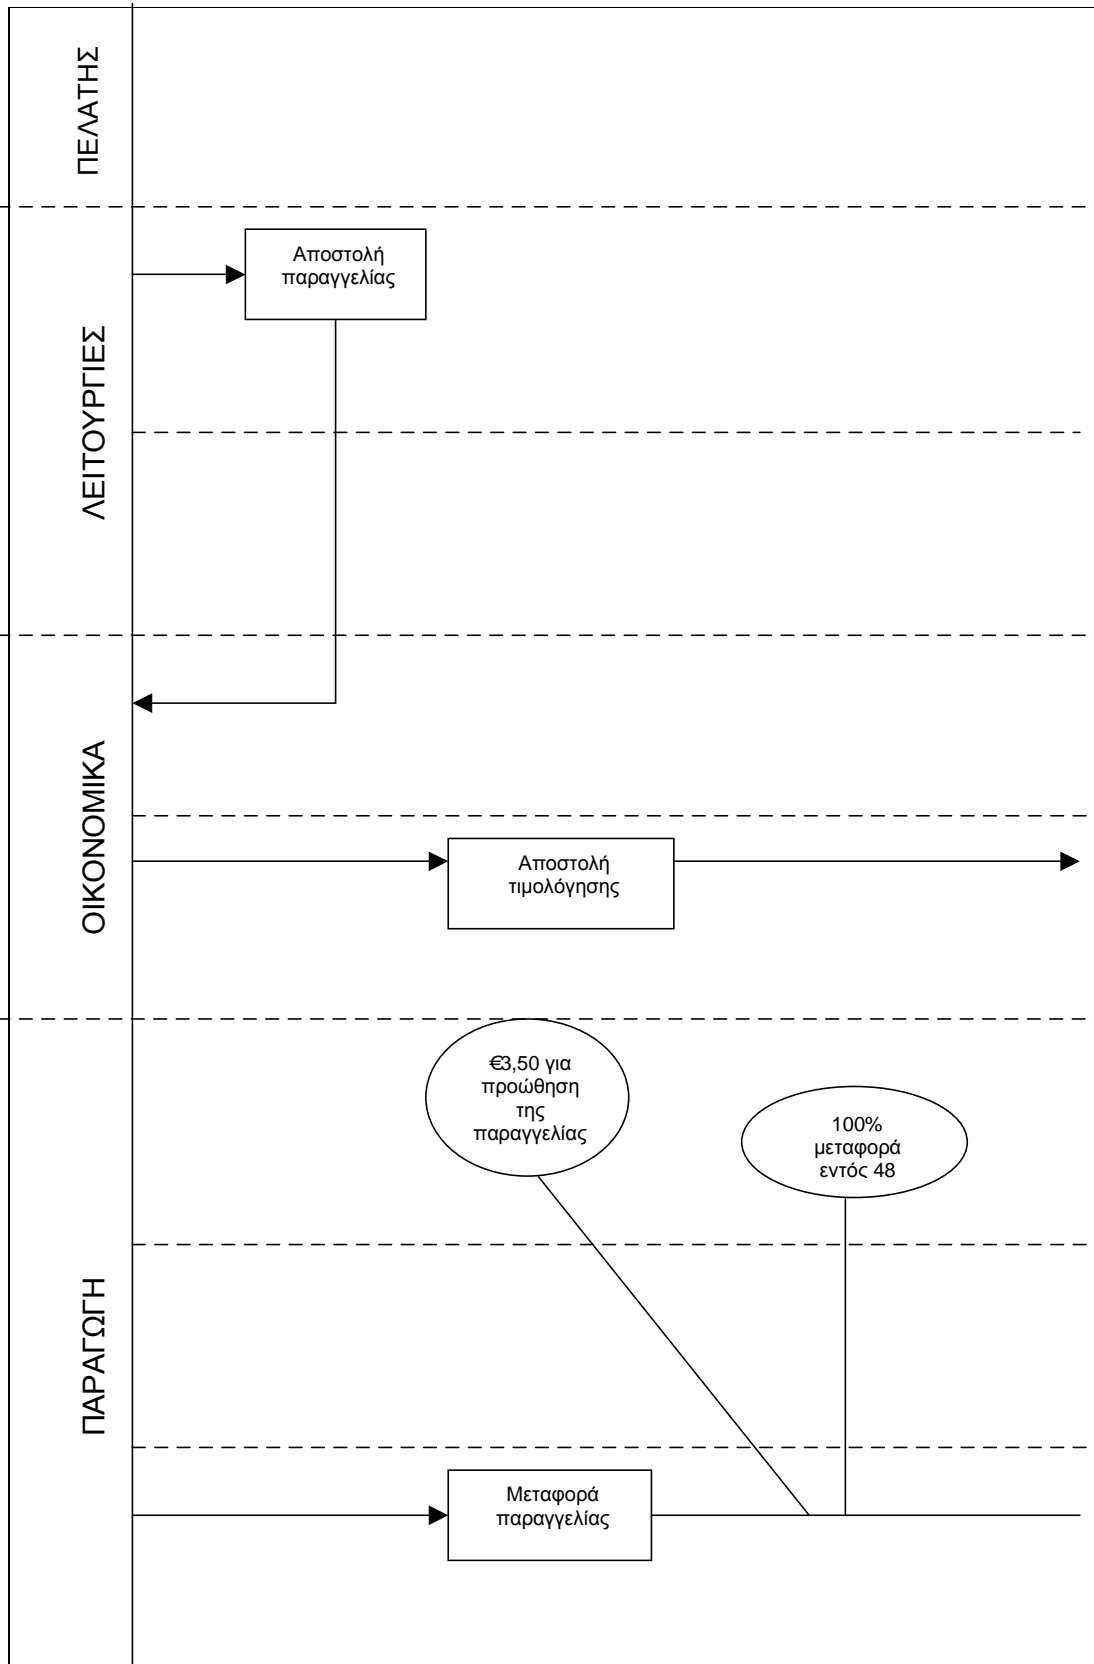 ΠΕΛΑΤΗΣ
Αποστολή
παραγγελίας
ΛΕΙΤΟΥΡΓΙΕΣ
ΟΙΚΟΝΟΜΙΚΑ
Αποστολή
τιμολόγησης
€3,50 για
προώθηση
της
παραγγελίας
100%
μεταφορά
εντός 48
ΠΑΡΑΓΩΓΗ
Μεταφορά
παραγγελίας